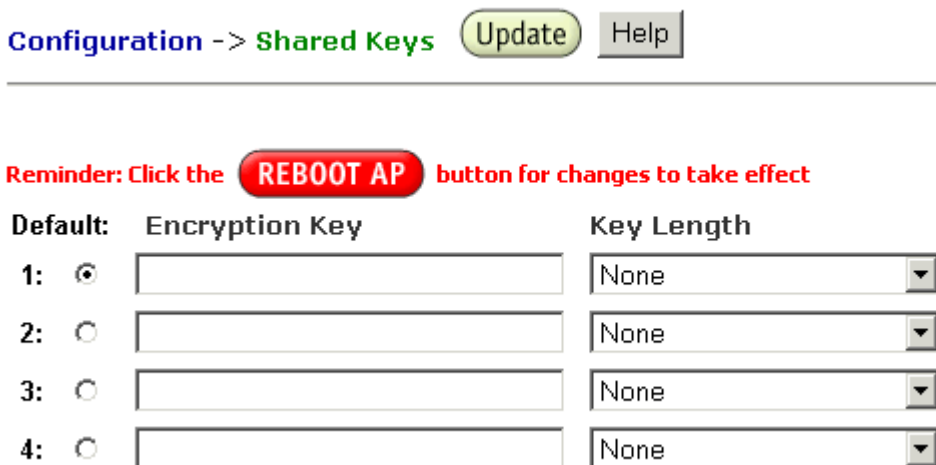 Configuration -> Shared Keys Update Help
Reminder: Click the REBOOT AP button for changes to take effect
Default: Encryption Key Key Length
1: None
2: None
3: None
4: None